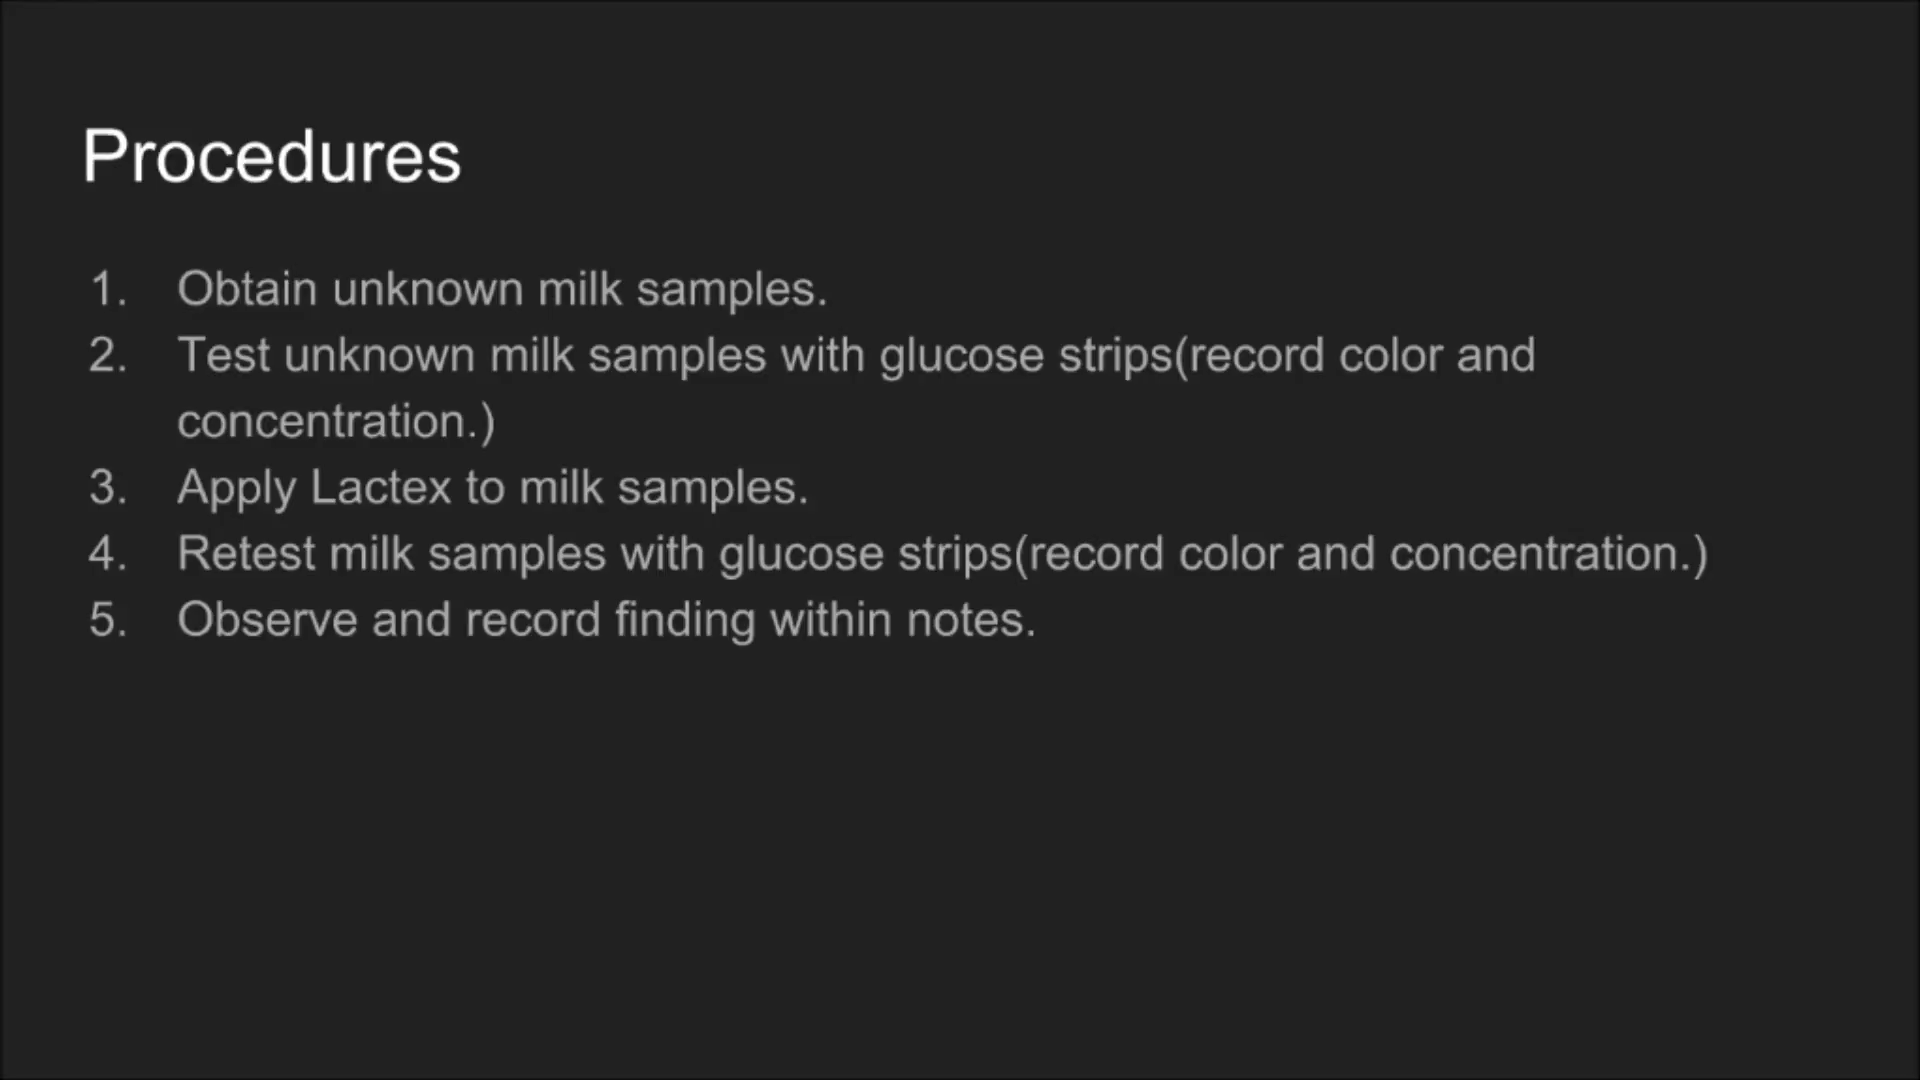 Procedures
1. Obtain unknown milk samples.
2. Test unknown milk samples with glucose strips(record color and
concentration.)
3. Apply Lactex to milk samples.
4. Retest milk samples with glucose strips(record color and concentration.)
5. Observe and record finding within notes.